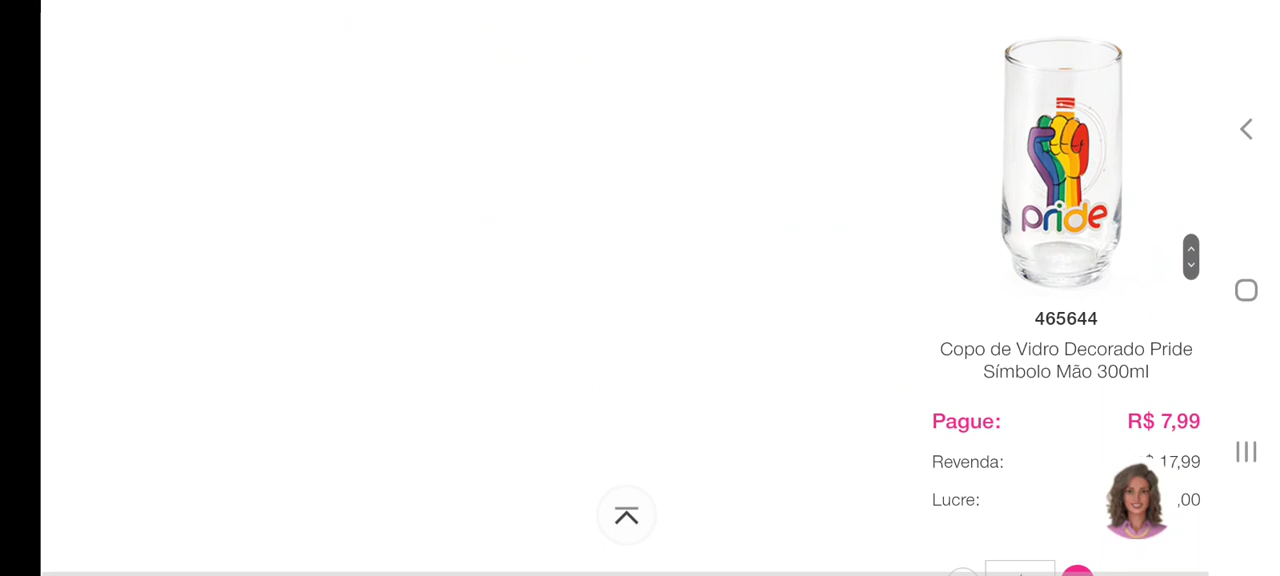 pride
465644
Copo de Vidro Decorado Pride
Símbolo Mão 300ml
Pague: R$ 7,99
Revenda: 17,99
Lucre: ,00